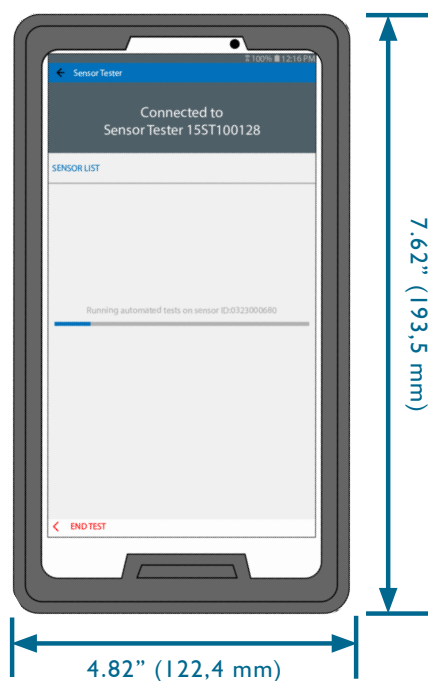 100% 12:16 PM
Sensor Tester
Connected to
Sensor Tester 15ST100128
SENSOR LIST
Running automated tests on sensor ID:0323000680
END TEST
7.62” (193,5 mm)
4.82” (122,4 mm)